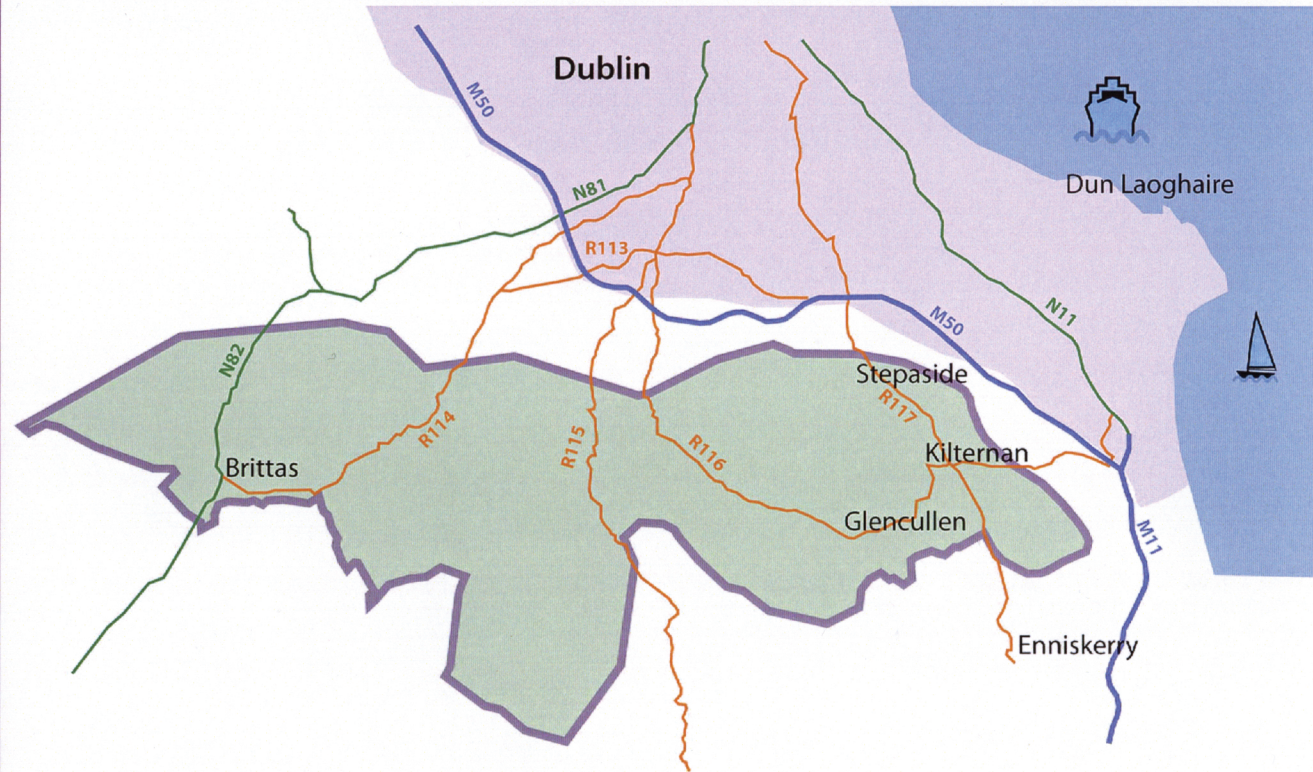 Dublin
M50
Dun Laoghaire
N81
R113
N11
M50
N82
Stepaside
R117
R114
R115
R116
Kilternan
Brittas
Glencullen
M11
Enniskerry